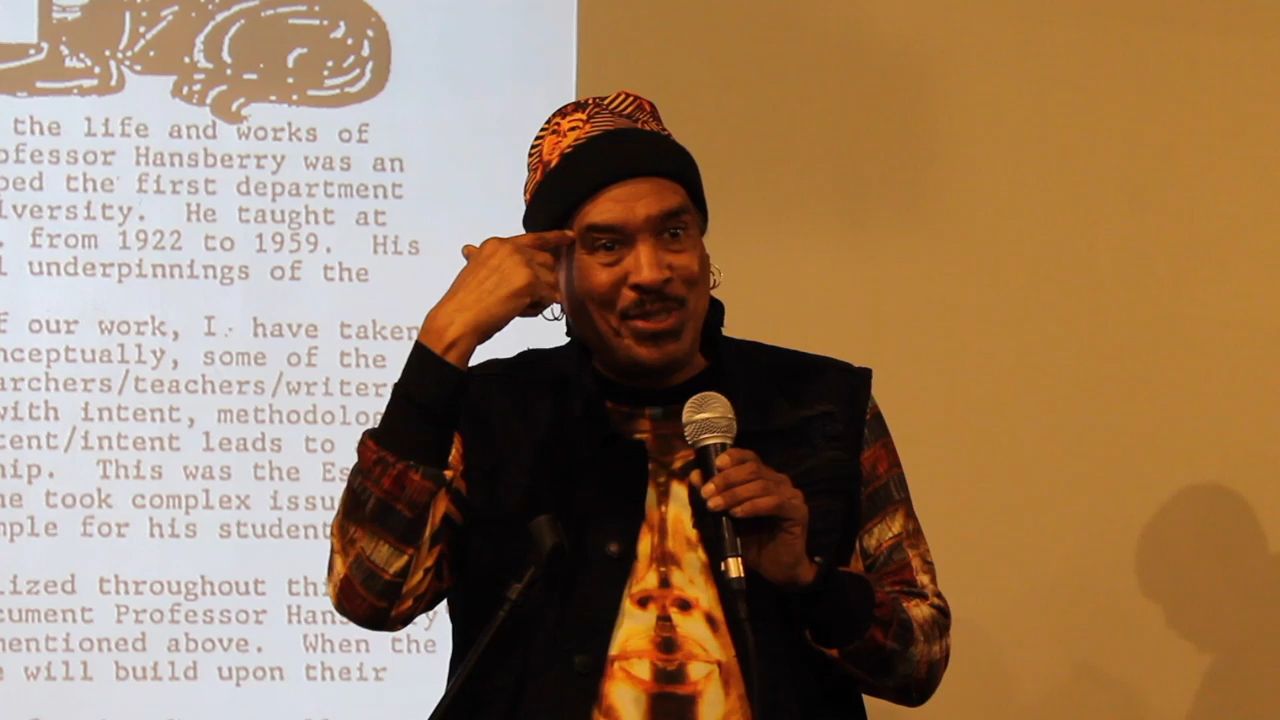 the life and works of
ofessor Hansberry was an
ped the first department
iversity. He taught at
. from 1922 to 1959. His
l underpinnings of the
f our work, I have taken
nceptually, some of the
archers/teachers/writer
with intent, methodolog
tent/intent leads to
hip. This was the Es
he took complex issu
mple for his student
lized throughout thi
cument Professor Hans
mentioned above. When the
e will build upon their